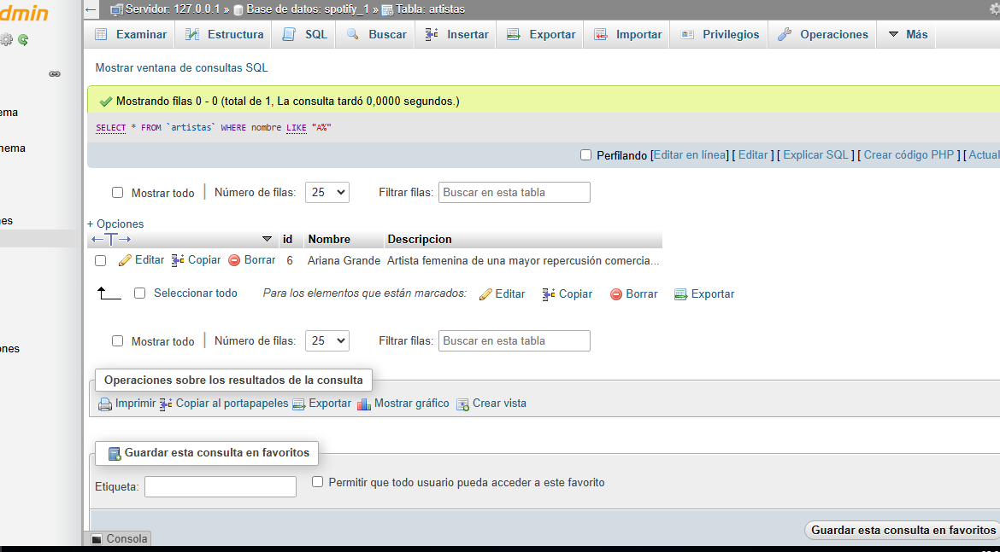 dmin
Servidor: 127.0.0.1 » Base de datos: spotify_1 » Tabla: artistas
Examinar Estructura SQL Buscar Insertar Exportar Importar Privilegios Operaciones Más
Mostrar ventana de consultas SQL
Mostrando filas 0 - 0 (total de 1, La consulta tardó 0,0000 segundos.)
ema
SELECT * FROM `artistas` WHERE nombre LIKE "A%"
nema
Perfilando [Editar en línea] [ Editar ] [ Explicar SQL ] [ Crear código PHP ] [ Actual
Mostrar todo | Número de filas: 25 Filtrar filas: Buscar en esta tabla
es
+ Opciones
←T→ id Nombre Descripcion
Editar Copiar Borrar 6 Ariana Grande Artista femenina de una mayor repercusión comercia...
Seleccionar todo Para los elementos que están marcados: Editar Copiar Borrar Exportar
Mostrar todo | Número de filas: 25 Filtrar filas: Buscar en esta tabla
ones
Operaciones sobre los resultados de la consulta
Imprimir Copiar al portapapeles Exportar Mostrar gráfico Crear vista
Guardar esta consulta en favoritos
Etiqueta: Permitir que todo usuario pueda acceder a este favorito
Guardar esta consulta en favoritos
Consola